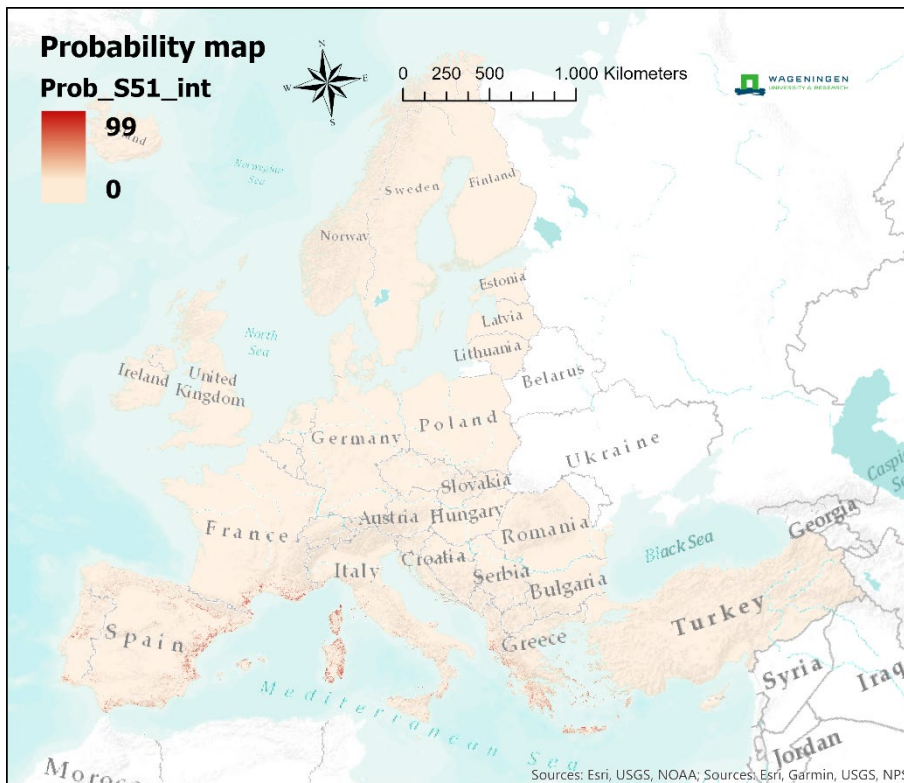 Probability map
Prob_S51_int
99
0
N
W
E
S
0 250 500 1.000 Kilometers
WAGENINGEN
UNIVERSITY & RESEARCH
Norwegian
Sea
Sweden
Finland
Norway
Estonia
Latvia
Lithuania
North
Sea
Ireland
United
Kingdom
Belarus
Poland
Germany
Ukraine
Slovakia
Austria
Hungary
France
Romania
Croatia
Italy
Serbia
Bulgaria
Black Sea
Georgia
Spain
Greece
Turkey
Mediterranean Sea
Syria
Iraq
Jordan
Sources: Esri, USGS, NOAA; Sources: Esri, Garmin, USGS, NPS